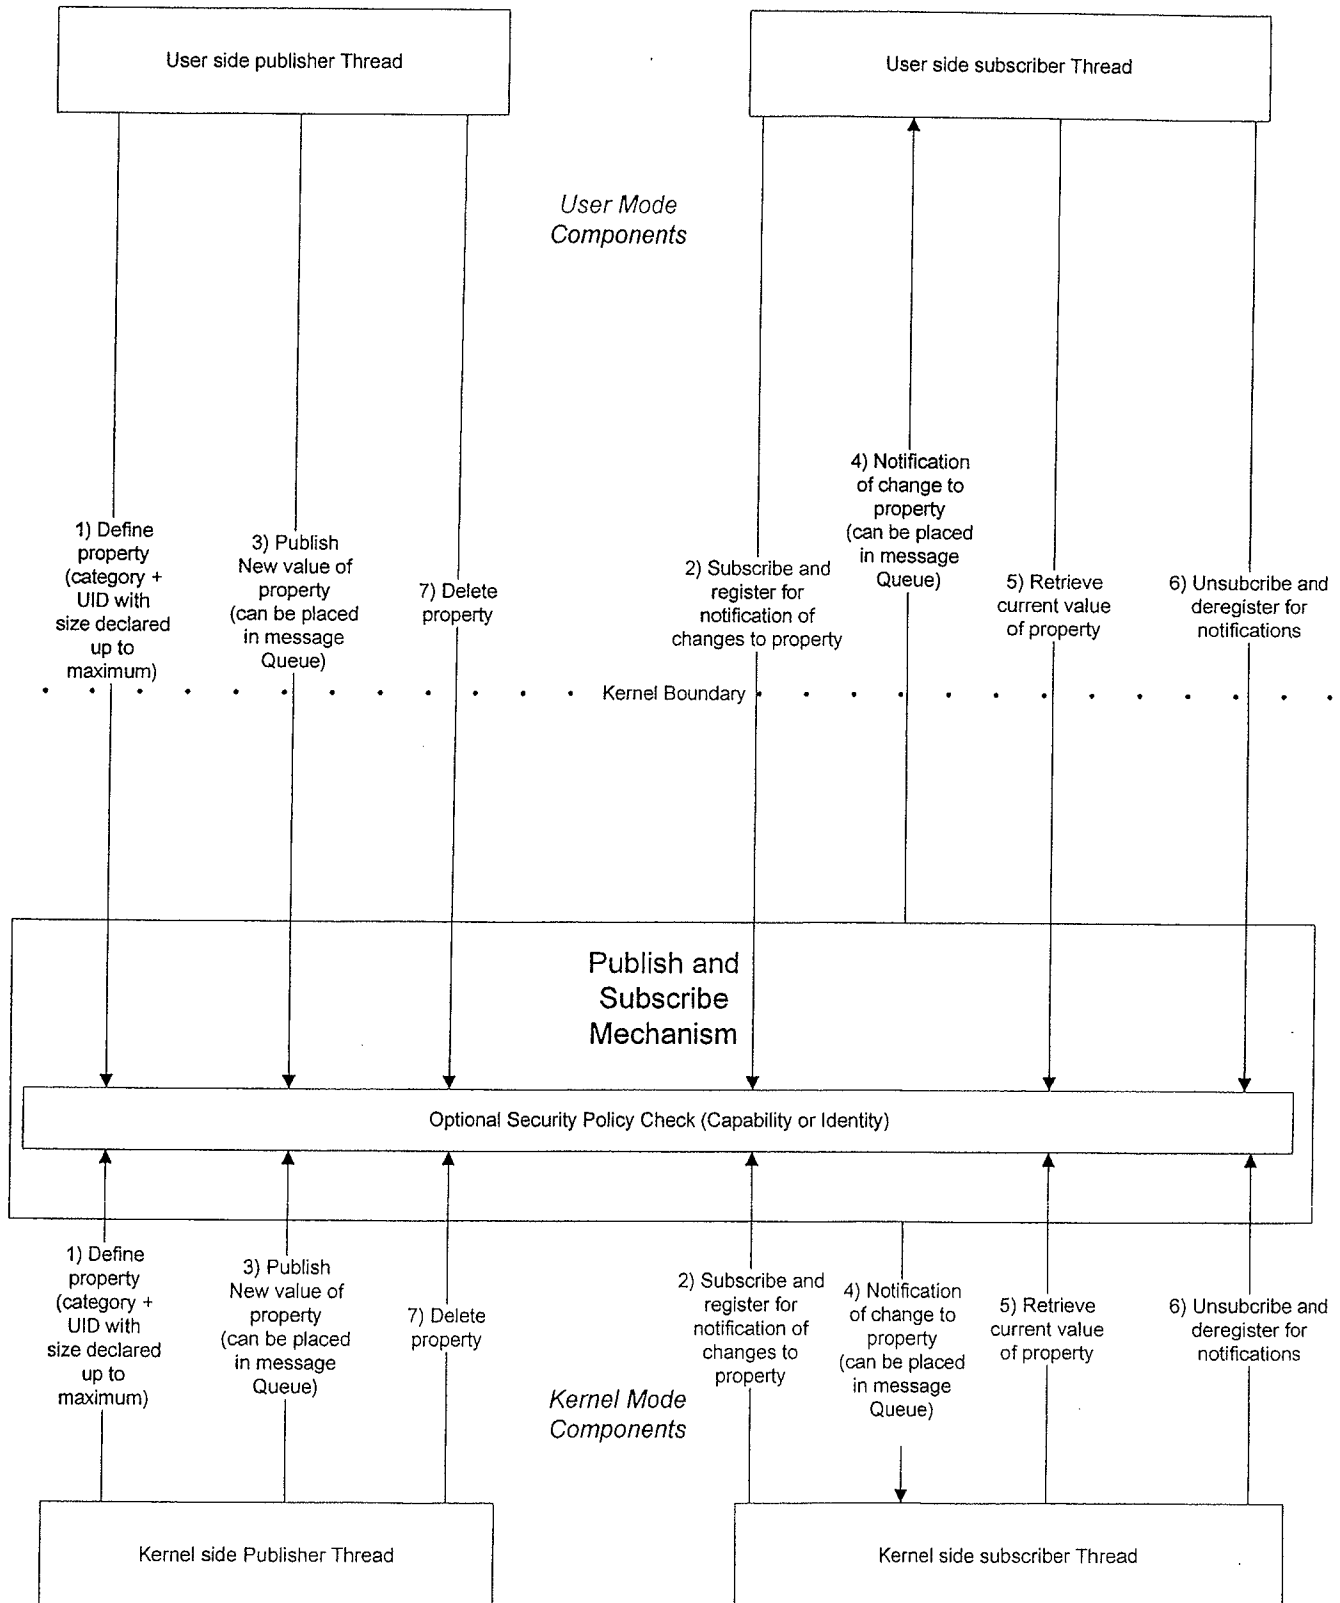 User side publisher Thread
User side subscriber Thread
User Mode
Components
1) Define
property
(category +
UID with
size declared
up to
maximum)
3) Publish
New value of
property
(can be placed
in message
Queue)
7) Delete
property
2) Subscribe and
register for
notification of
changes to property
4) Notification
of change to
property
(can be placed
in message
Queue)
5) Retrieve
current value
of property
6) Unsubcribe and
deregister for
notifications
Kernel Boundary
Publish and
Subscribe
Mechanism
Optional Security Policy Check (Capability or Identity)
1) Define
property
(category +
UID with
size declared
up to
maximum)
3) Publish
New value of
property
(can be placed
in message
Queue)
7) Delete
property
2) Subscribe and
register for
notification of
changes to
property
4) Notification
of change to
property
(can be placed
in message
Queue)
5) Retrieve
current value
of property
6) Unsubcribe and
deregister for
notifications
Kernel Mode
Components
Kernel side Publisher Thread
Kernel side subscriber Thread